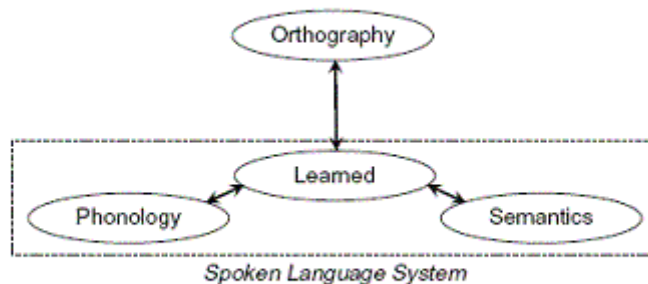 Orthography
Learned
Phonology
Semantics
Spoken Language System